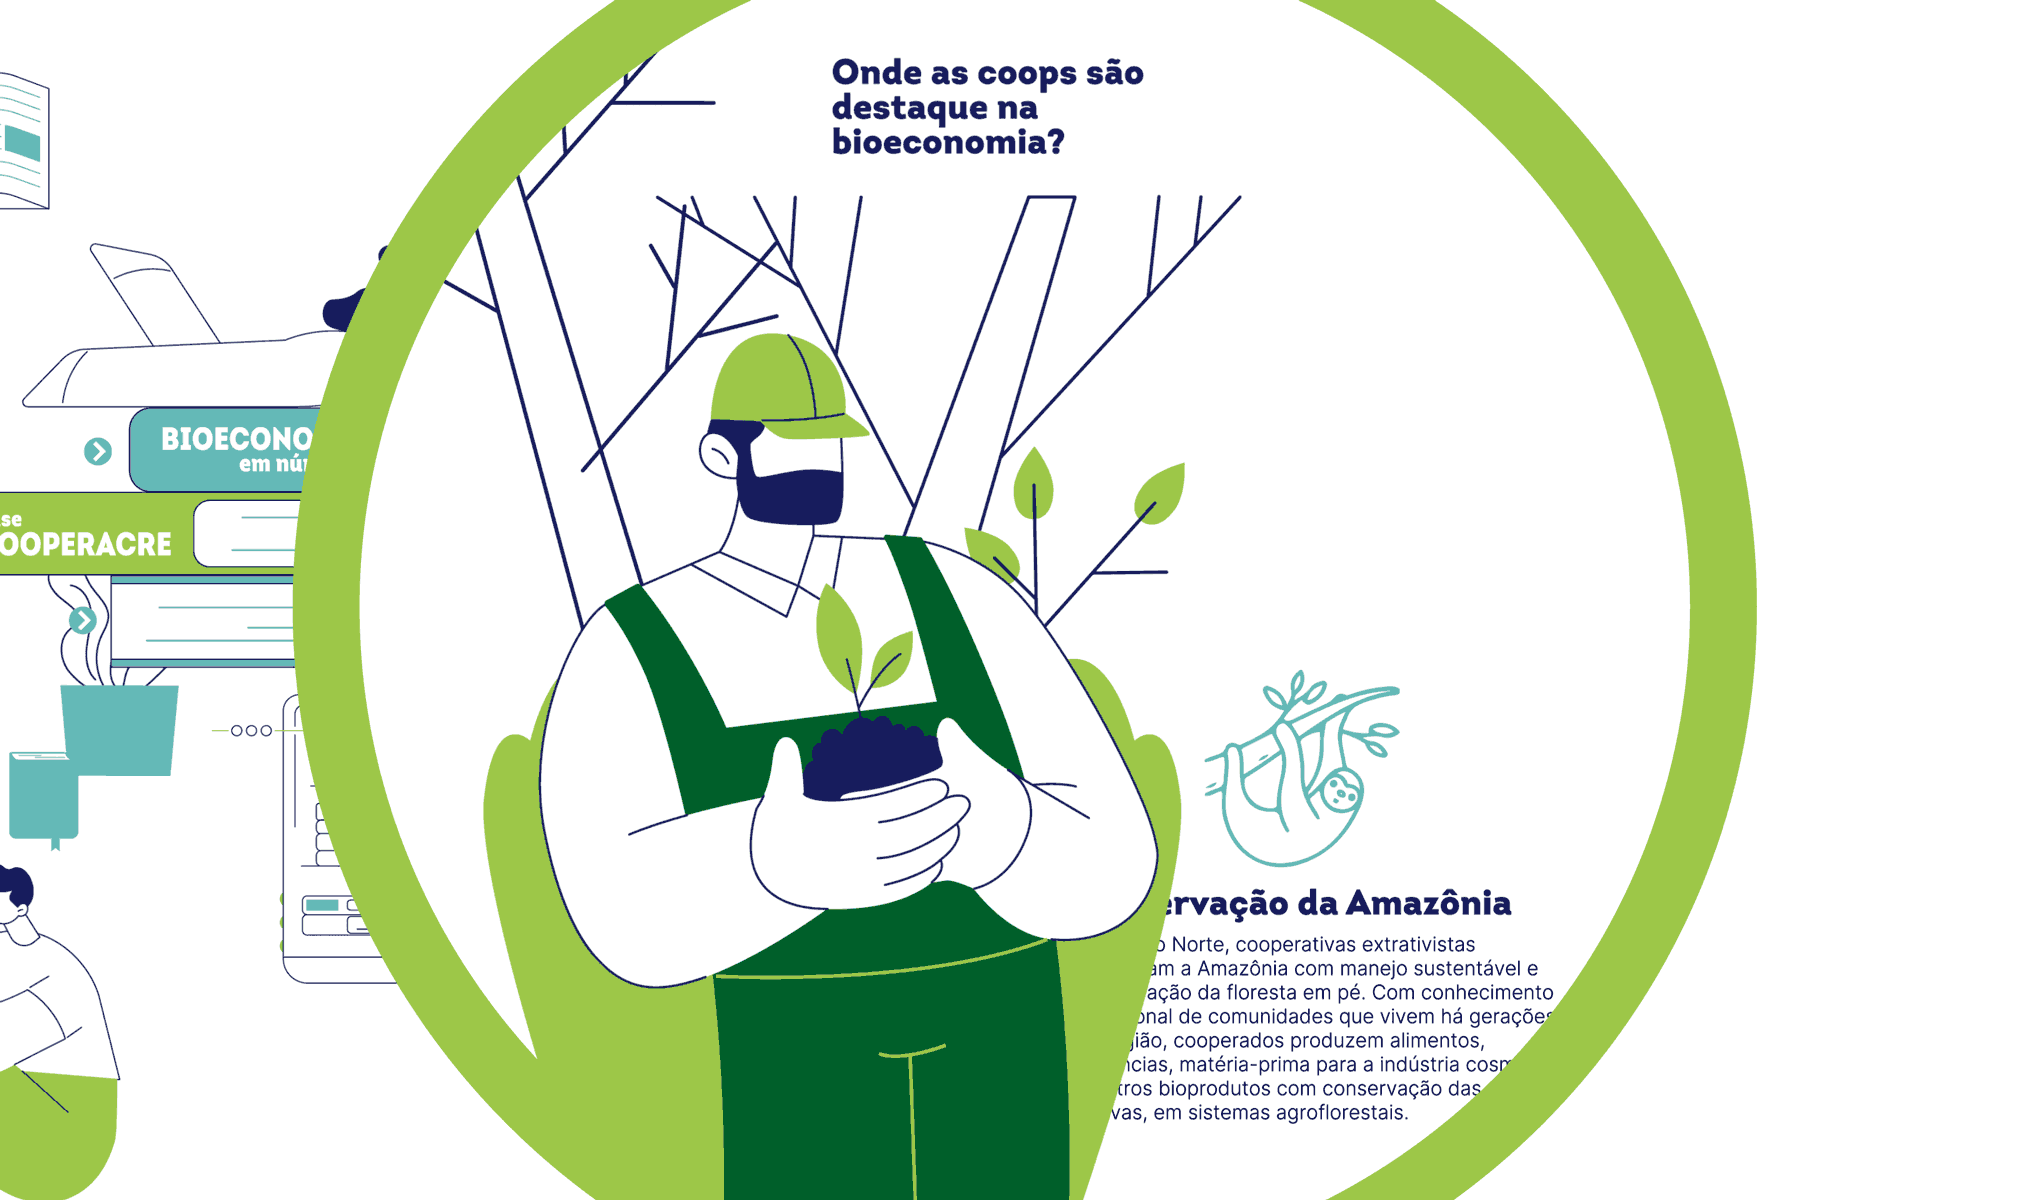 Onde as coops são
destaque na
bioeconomia?
BIOECONO
em nú
se
OOPERACRE
ervação da Amazônia
o Norte, cooperativas extrativistas
am a Amazônia com manejo sustentável e
ação da floresta em pé. Com conhecimento
onal de comunidades que vivem há gerações
gião, cooperados produzem alimentos,
ncias, matéria-prima para a indústria cosm
tros bioprodutos com conservação das
vas, em sistemas agroflorestais.